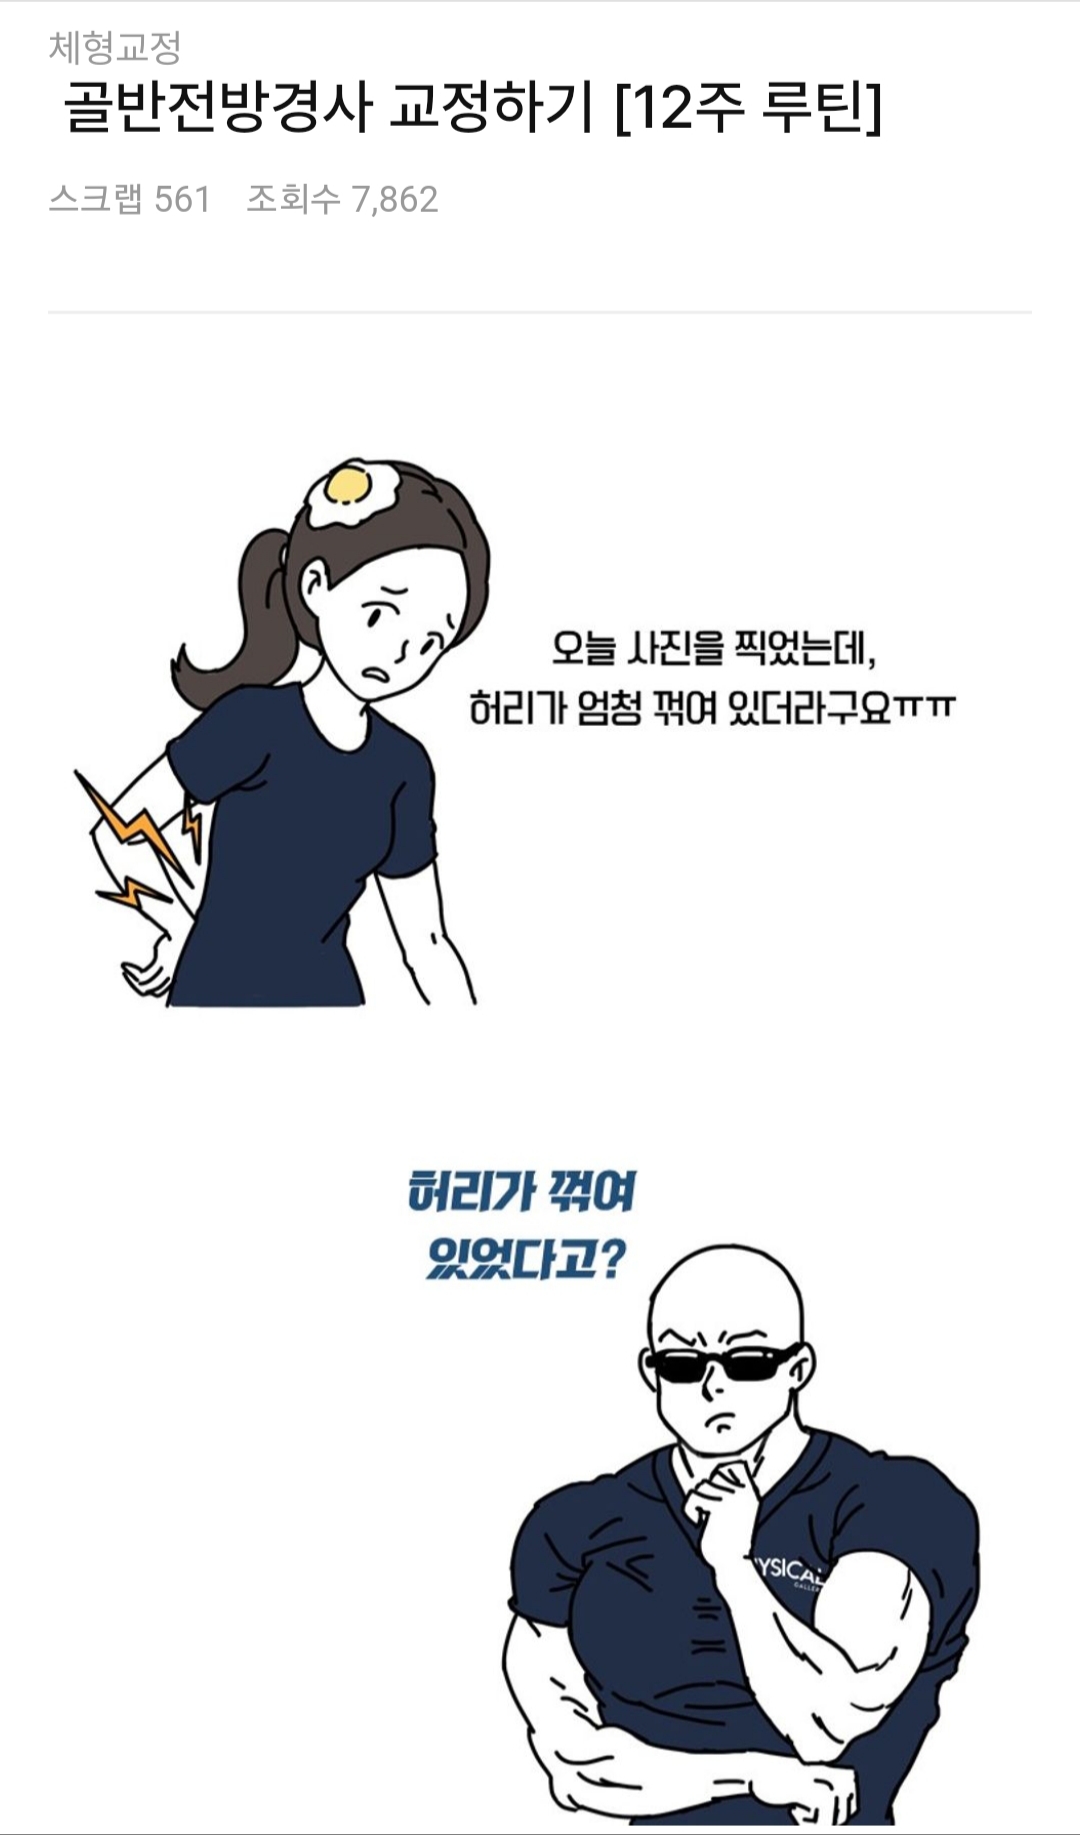 체형교정
골반전방경사 교정하기 [12주 루틴]
스크랩 561 조회수 7,862
오늘 사진을 찍었는데,
허리가 엄청 꺾여 있더라구요ㅠㅠ
허리가 꺾여
있었다고?
YSICAL